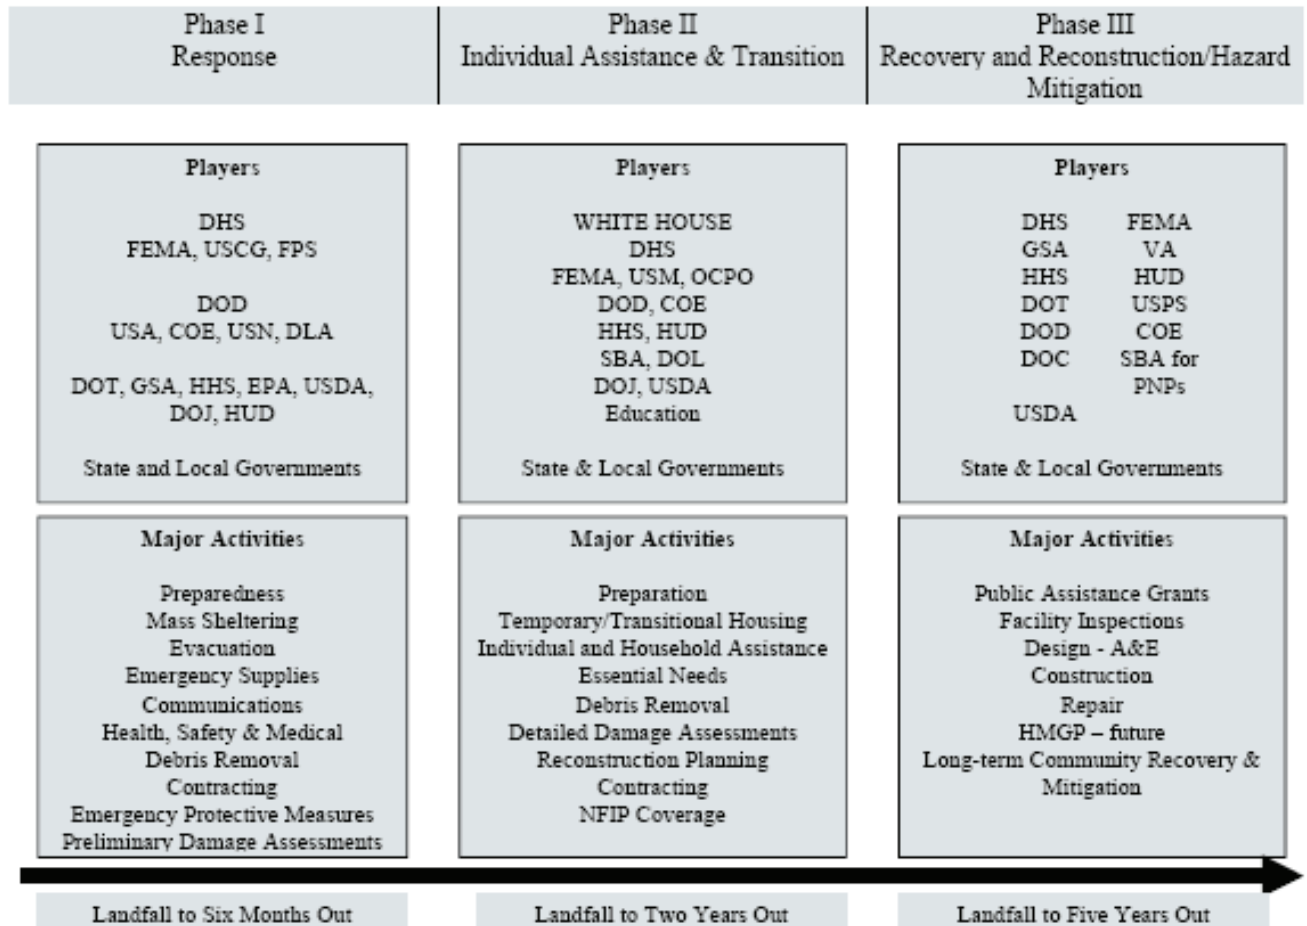 Phase I
Response
Phase II
Individual Assistance & Transition
Phase III
Recovery and Reconstruction/Hazard
Mitigation
Players
DHS
FEMA, USCG, FPS
DOD
USA, COE, USN, DLA
DOT, GSA, HHS, EPA, USDA,
DOJ, HUD
State and Local Governments
Players
WHITE HOUSE
DHS
FEMA, USM, OCPO
DOD, COE
HHS, HUD
SBA, DOL
DOJ, USDA
Education
State & Local Governments
Players
DHS FEMA
GSA VA
HHS HUD
DOT USPS
DOD COE
DOC SBA for
PNPs
USDA
State & Local Governments
Major Activities
Preparedness
Mass Sheltering
Evacuation
Emergency Supplies
Communications
Health, Safety & Medical
Debris Removal
Contracting
Emergency Protective Measures
Preliminary Damage Assessments
Major Activities
Preparation
Temporary/Transitional Housing
Individual and Household Assistance
Essential Needs
Debris Removal
Detailed Damage Assessments
Reconstruction Planning
Contracting
NFIP Coverage
Major Activities
Public Assistance Grants
Facility Inspections
Design - A&E
Construction
Repair
HMGP – future
Long-term Community Recovery &
Mitigation
Landfall to Six Months Out
Landfall to Two Years Out
Landfall to Five Years Out